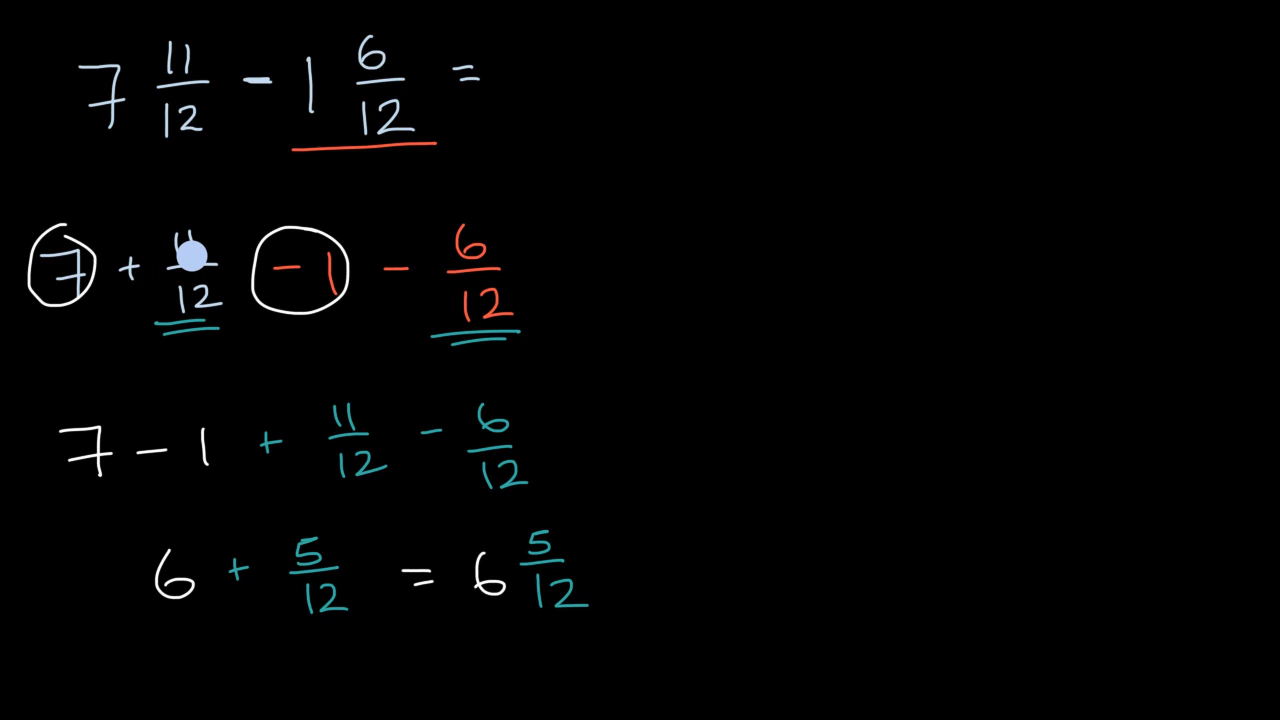 7 11/12 - 1 6/12 =
7 + 11/12 - 1 - 6/12
7 - 1 + 11/12 - 6/12
6 + 5/12 = 6 5/12